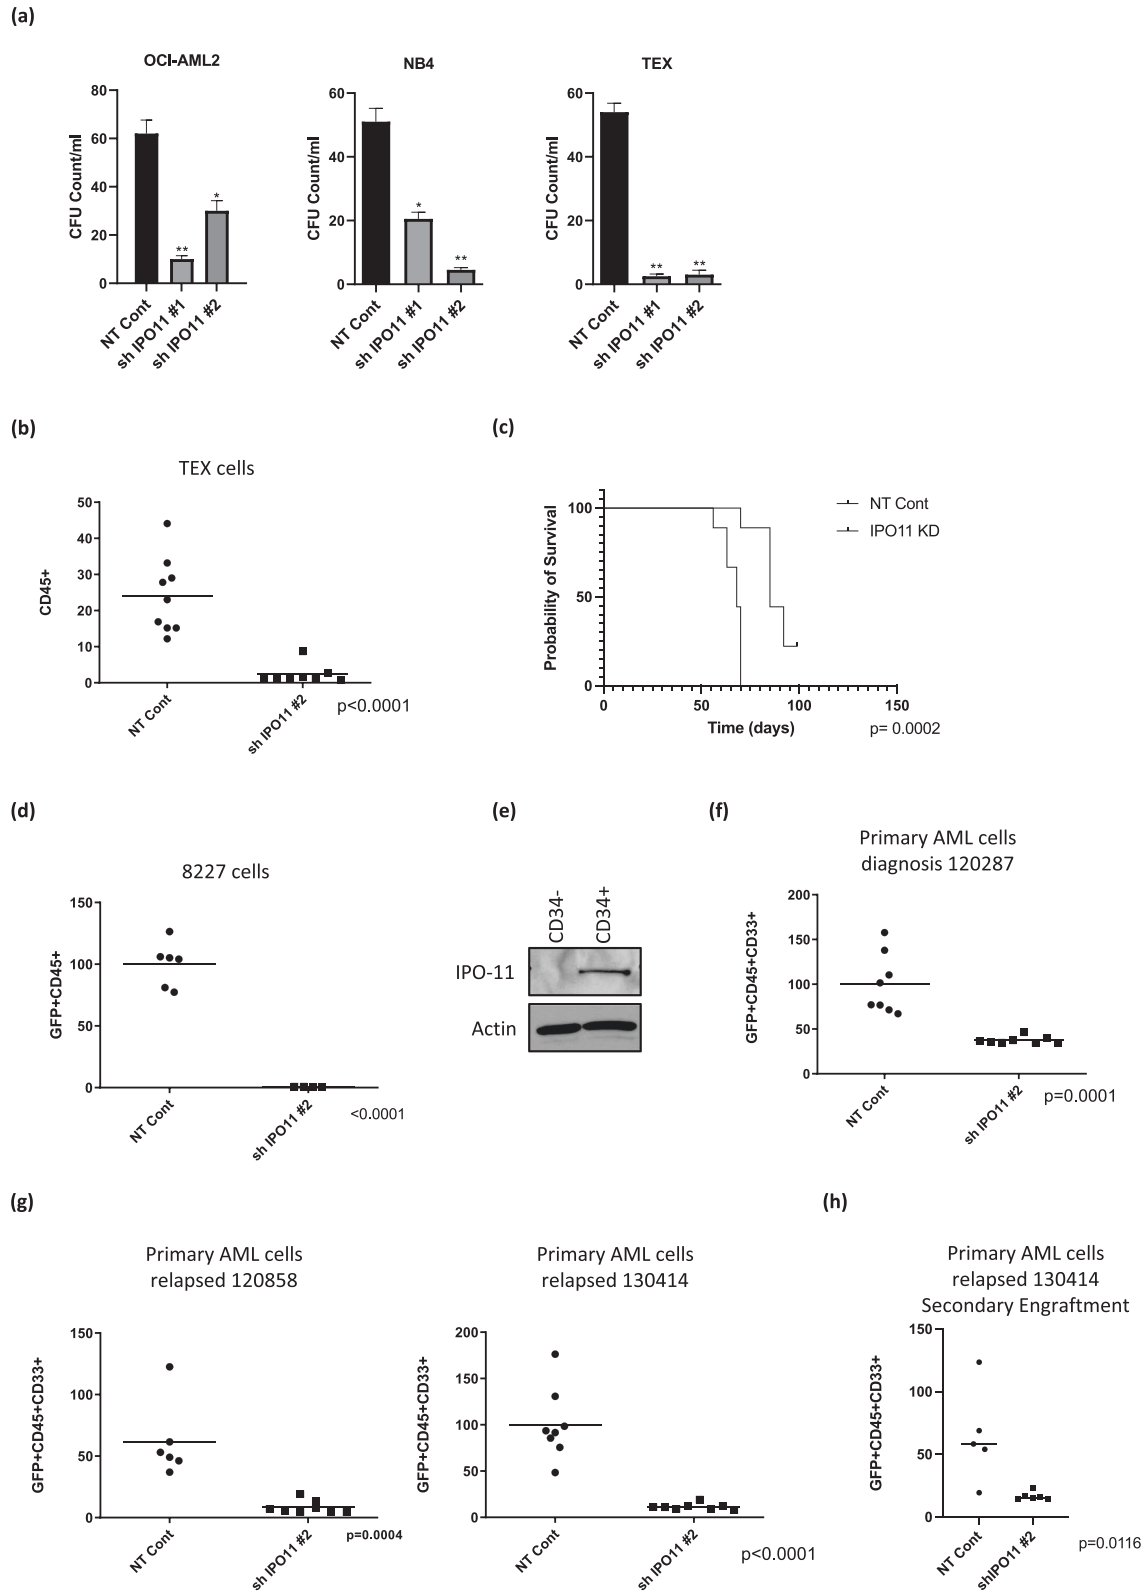 (a)
OCI-AML2
NB4
TEX
CFU Count/ml
80
60
40
20
0
NT Cont
sh IPO11 #1
sh IPO11 #2
**
*
CFU Count/ml
60
40
20
0
NT Cont
sh IPO11 #1
sh IPO11 #2
*
**
CFU Count/ml
60
40
20
0
NT Cont
sh IPO11 #1
sh IPO11 #2
**
**
(b)
TEX cells
CD45+
50
40
30
20
10
0
NT Cont
sh IPO11 #2
p<0.0001
(c)
Probability of Survival
100
50
0
0
50
100
150
Time (days)
NT Cont
IPO11 KD
p= 0.0002
(d)
8227 cells
GFP+CD45+
150
100
50
0
NT Cont
sh IPO11 #2
<0.0001
(e)
CD34-
CD34+
IPO-11
Actin
(f)
Primary AML cells
diagnosis 120287
GFP+CD45+CD33+
200
150
100
50
0
NT Cont
sh IPO11 #2
p=0.0001
(g)
Primary AML cells
relapsed 120858
GFP+CD45+CD33+
150
100
50
0
NT Cont
sh IPO11 #2
p=0.0004
Primary AML cells
relapsed 130414
GFP+CD45+CD33+
200
150
100
50
0
NT Cont
sh IPO11 #2
p<0.0001
(h)
Primary AML cells
relapsed 130414
Secondary Engraftment
GFP+CD45+CD33+
150
100
50
0
NT Cont
shIPO11 #2
p=0.0116